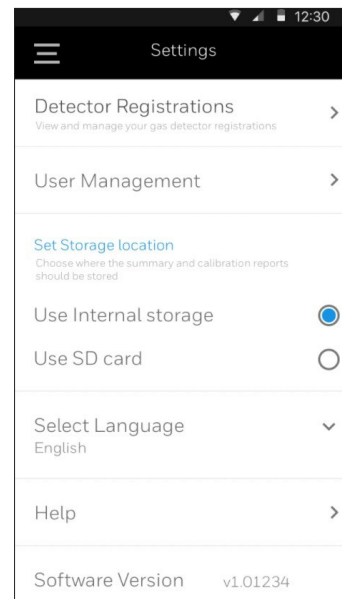 12:30
Settings
Detector Registrations
View and manage your gas detector registrations
User Management
Set Storage location
Choose where the summary and calibration reports
should be stored
Use Internal storage
Use SD card
Select Language
English
Help
Software Version v1.01234